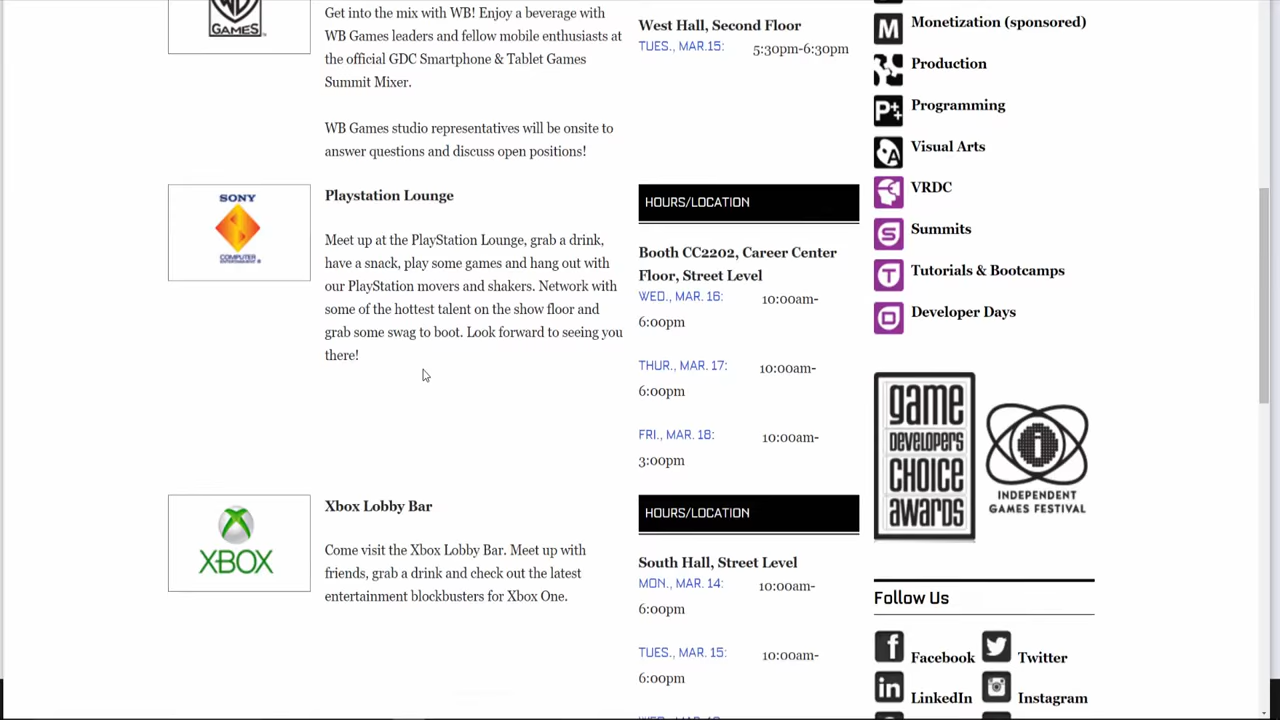 GAMES
Get into the mix with WB! Enjoy a beverage with
WB Games leaders and fellow mobile enthusiasts at
the official GDC Smartphone & Tablet Games
Summit Mixer.
WB Games studio representatives will be onsite to
answer questions and discuss open positions!
West Hall, Second Floor
TUES., MAR.15: 5:30pm-6:30pm
SONY
COMPUTER
ENTERTAINMENT
Playstation Lounge
Meet up at the PlayStation Lounge, grab a drink,
have a snack, play some games and hang out with
our PlayStation movers and shakers. Network with
some of the hottest talent on the show floor and
grab some swag to boot. Look forward to seeing you
there!
HOURS/LOCATION
Booth CC2202, Career Center
Floor, Street Level
WED., MAR. 16: 10:00am-
6:00pm
THUR., MAR. 17: 10:00am-
6:00pm
FRI., MAR. 18: 10:00am-
3:00pm
XBOX
Xbox Lobby Bar
Come visit the Xbox Lobby Bar. Meet up with
friends, grab a drink and check out the latest
entertainment blockbusters for Xbox One.
HOURS/LOCATION
South Hall, Street Level
MON., MAR. 14: 10:00am-
6:00pm
TUES., MAR. 15: 10:00am-
6:00pm
M Monetization (sponsored)
Production
P++ Programming
A Visual Arts
VRDC
S Summits
T Tutorials & Bootcamps
D Developer Days
game
developers
choice
awards
INDEPENDENT
GAMES FESTIVAL
Follow Us
Facebook
Twitter
LinkedIn
Instagram